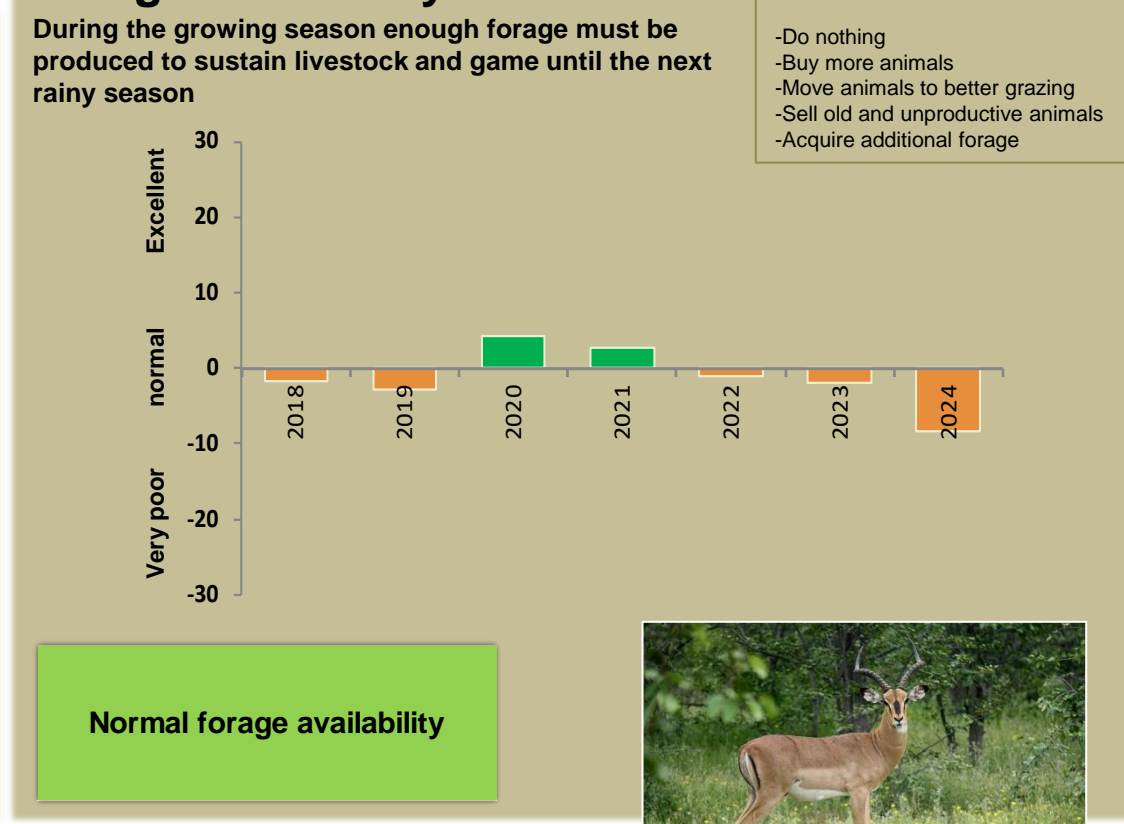 During the growing season enough forage must be
produced to sustain livestock and game until the next
rainy season
-Do nothing
-Buy more animals
-Move animals to better grazing
-Sell old and unproductive animals
-Acquire additional forage
30
20
10
0
-10
-20
-30
Excellent
normal
Very poor
2018
2019
2020
2021
2022
2023
2024
Normal forage availability